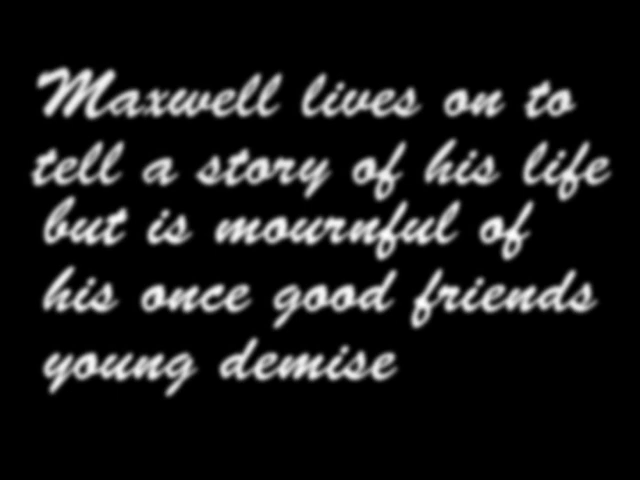 Maxwell lives on to
tell a story of his life
but is mournful of
his once good friends
young demise